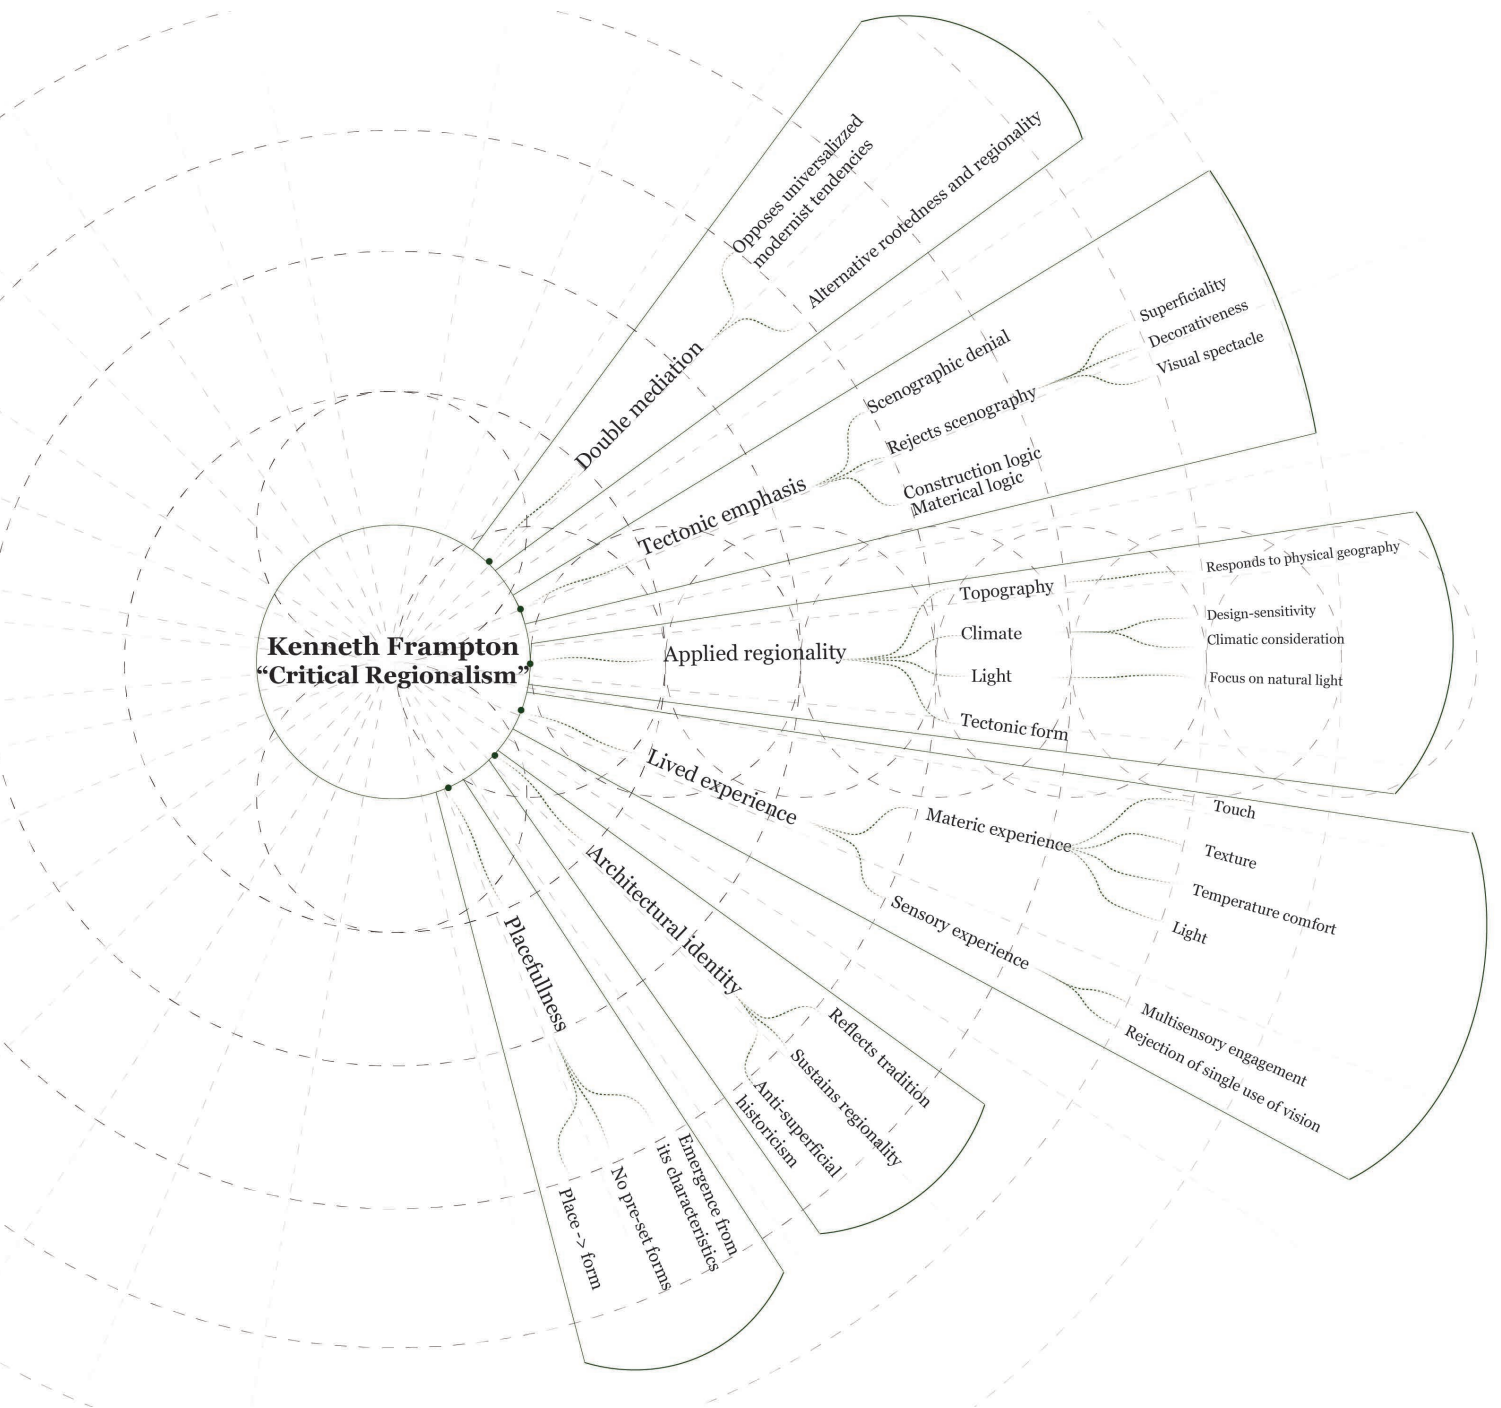 Kenneth Frampton
“Critical Regionalism”
Double mediation
Opposes universalizzed
modernist tendencies
Alternative rootedness and regionality
Tectonic emphasis
Scenographic denial
Rejects scenography
Superficiality
Decorativeness
Visual spectacle
Construction logic
Materical logic
Applied regionality
Topography
Responds to physical geography
Climate
Design-sensitivity
Climatic consideration
Light
Focus on natural light
Tectonic form
Lived experience
Materic experience
Touch
Texture
Temperature comfort
Light
Sensory experience
Multisensory engagement
Rejection of single use of vision
Architectural identity
Reflects tradition
Sustains regionality
Anti-superficial
historicism
Placefullness
Emergence from
its characteristics
No pre-set forms
Place -> form